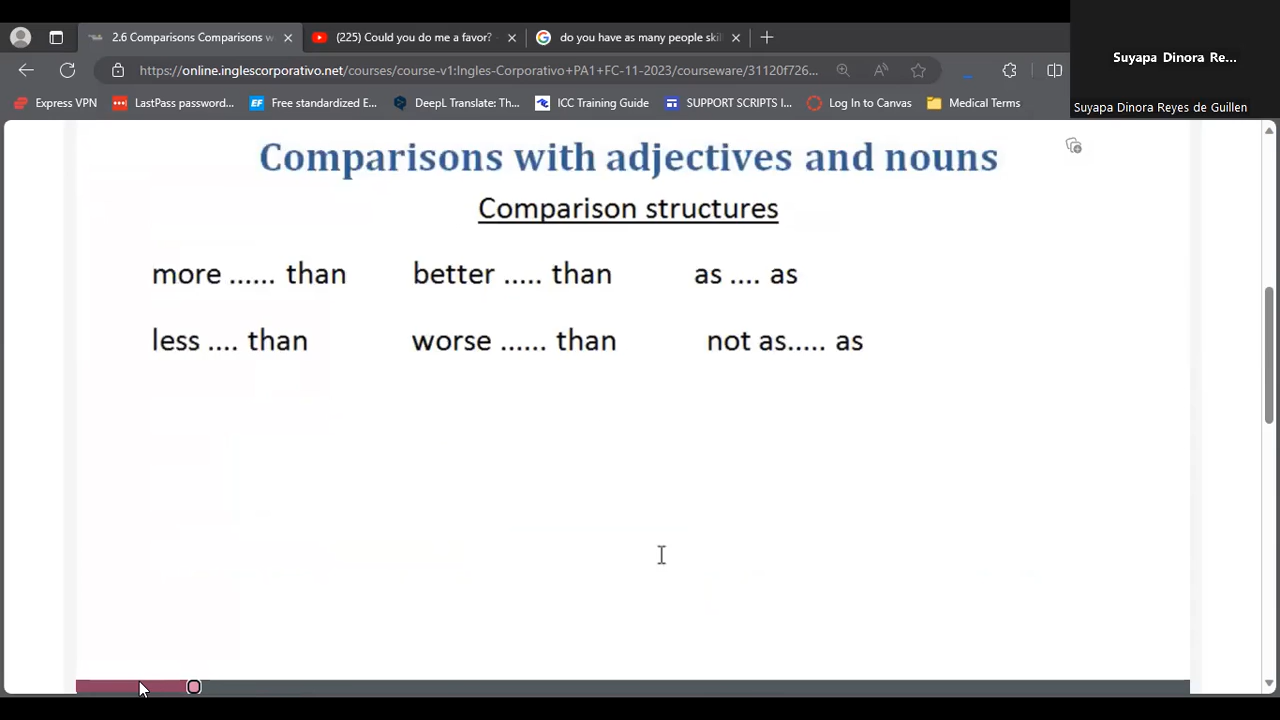 2.6 Comparisons Comparisons w
(225) Could you do me a favor? -
do you have as many people skil
Suyapa Dinora Re...
https://online.inglescorporativo.net/courses/course-v1:Ingles-Corporativo+PA1+FC-11-2023/courseware/31120f726...
Suyapa Dinora Reyes de Guillen
Express VPN
LastPass password...
EF Free standardized E...
DeepL Translate: Th...
ICC Training Guide
SUPPORT SCRIPTS I...
Log In to Canvas
Medical Terms
Comparisons with adjectives and nouns
Comparison structures
more ...... than better ..... than as .... as
less .... than worse ...... than not as..... as